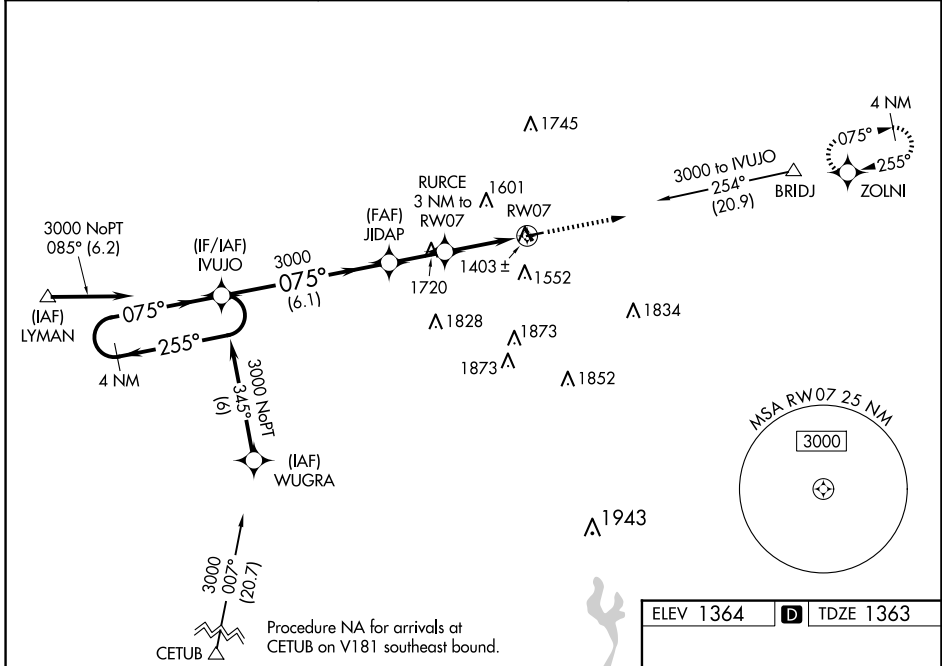 1745
4 NM
075°
255°
ZOLNI
3000 to IVUJO
254°
(20.9)
BRIDJ
RURCE
3 NM to
RW07
1601
RW07
(FAF)
JIDAP
1403 ±
1552
1720
3000 NoPT
085° (6.2)
(IF/IAF)
IVUJO
3000
075°
(6.1)
(IAF)
LYMAN
075°
255°
4 NM
1828
1834
1873
1873
1852
3000 NoPT
345°
(6)
(IAF)
WUGRA
MSA RW07 25 NM
3000
1943
3000
007°
(20.7)
CETUB
Procedure NA for arrivals at
CETUB on V181 southeast bound.
ELEV 1364 D TDZE 1363